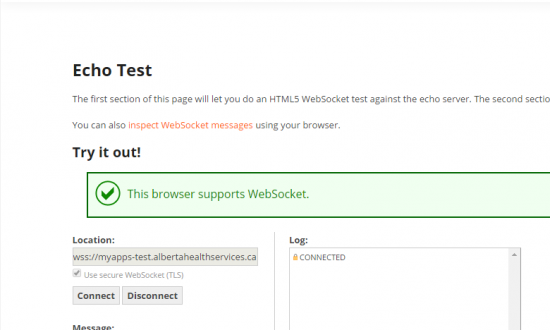 Echo Test
The first section of this page will let you do an HTML5 WebSocket test against the echo server. The second sectio
You can also inspect WebSocket messages using your browser.
Try it out!
This browser supports WebSocket.
Location:
wss://myapps-test.albertahealthservices.ca
Use secure WebSocket (TLS)
Connect Disconnect
Message:
Log:
CONNECTED